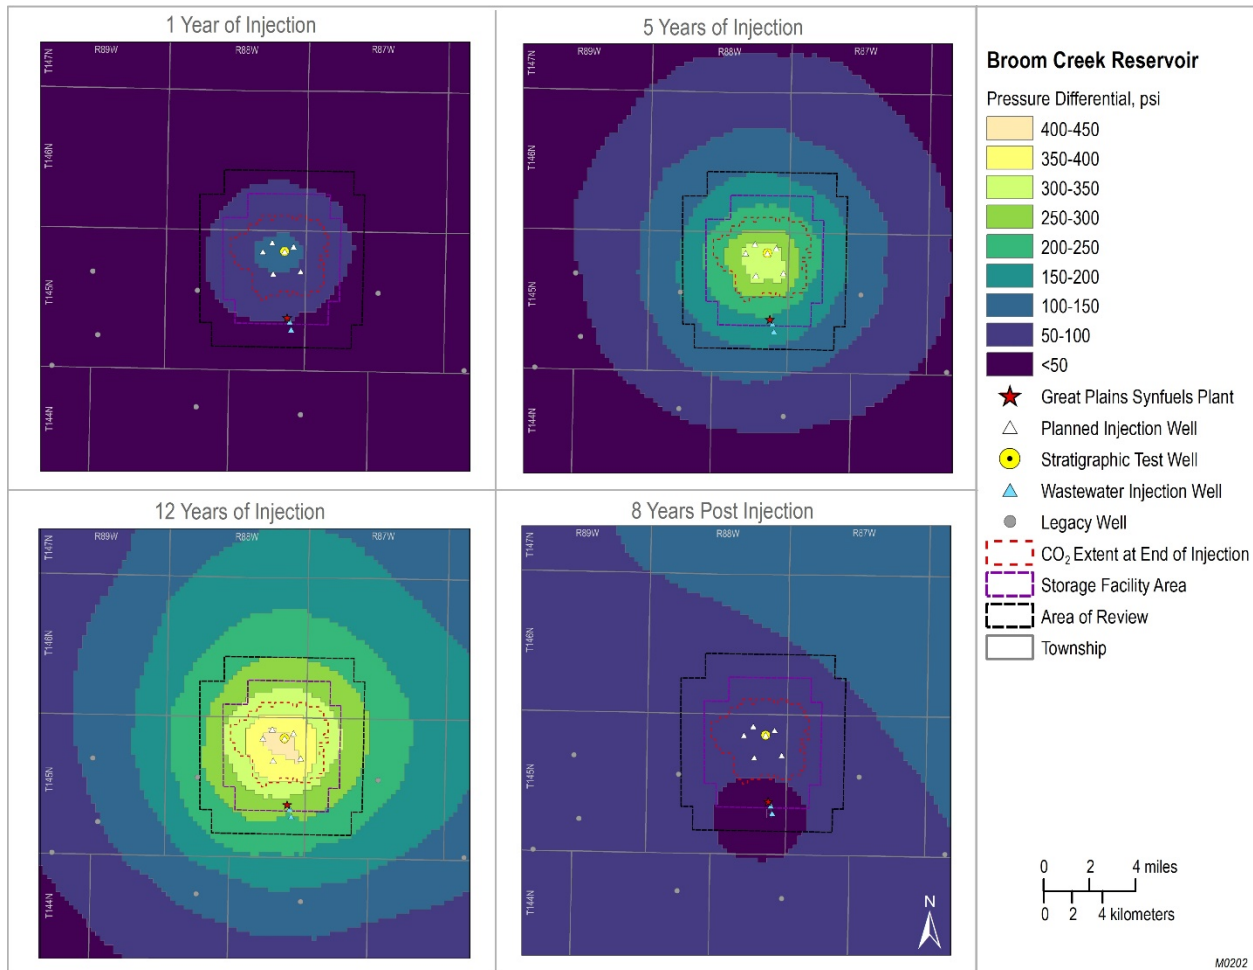 1 Year of Injection
R89W
R88W
R87W
T147N
T146N
T145N
T144N
5 Years of Injection
R89W
R88W
R87W
T147N
T146N
T145N
T144N
12 Years of Injection
R89W
R88W
R87W
T147N
T146N
T145N
T144N
8 Years Post Injection
R89W
R88W
R87W
T147N
T146N
T145N
T144N
N
Broom Creek Reservoir
Pressure Differential, psi
400-450
350-400
300-350
250-300
200-250
150-200
100-150
50-100
<50
Great Plains Synfuels Plant
Planned Injection Well
Stratigraphic Test Well
Wastewater Injection Well
Legacy Well
CO₂ Extent at End of Injection
Storage Facility Area
Area of Review
Township
0 2 4 miles
0 2 4 kilometers
M0202